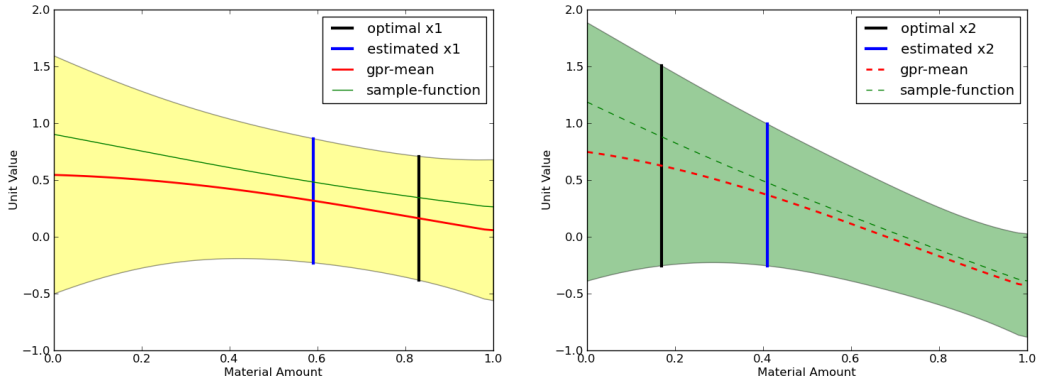 2.0
optimal x1
estimated x1
gpr-mean
sample-function
1.5
1.0
0.5
0.0
−0.5
−1.0
Unit Value
0.0 0.2 0.4 0.6 0.8 1.0
Material Amount
2.0
optimal x2
estimated x2
gpr-mean
sample-function
1.5
1.0
0.5
0.0
−0.5
−1.0
Unit Value
0.0 0.2 0.4 0.6 0.8 1.0
Material Amount